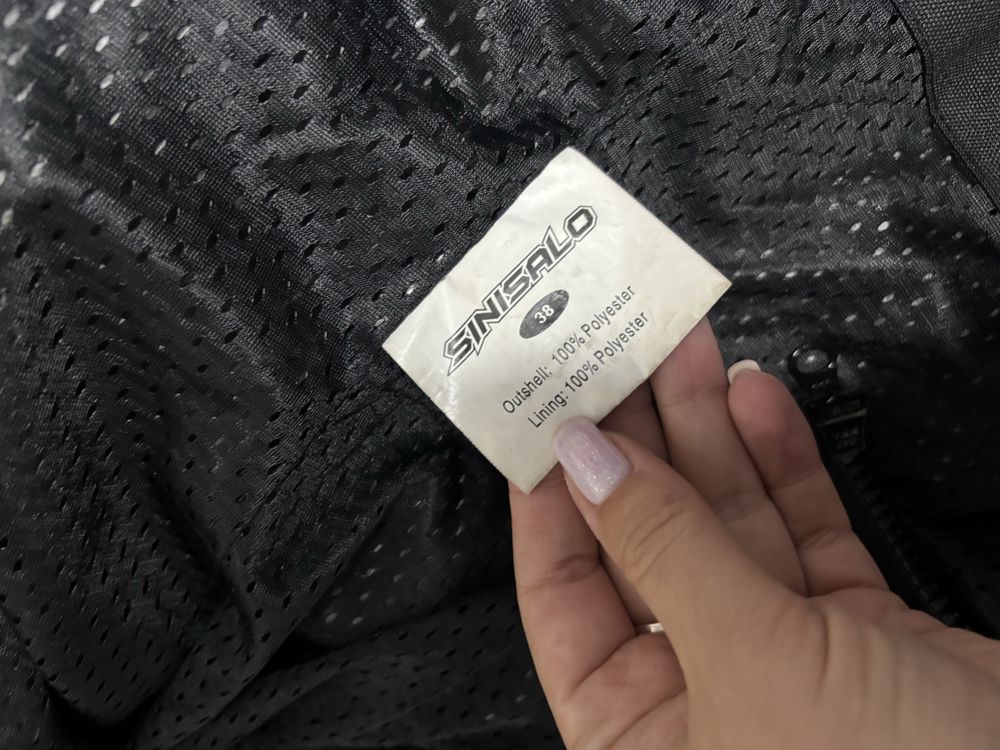 SINISALO
38
Outshell: 100% Polyester
Lining: 100% Polyester